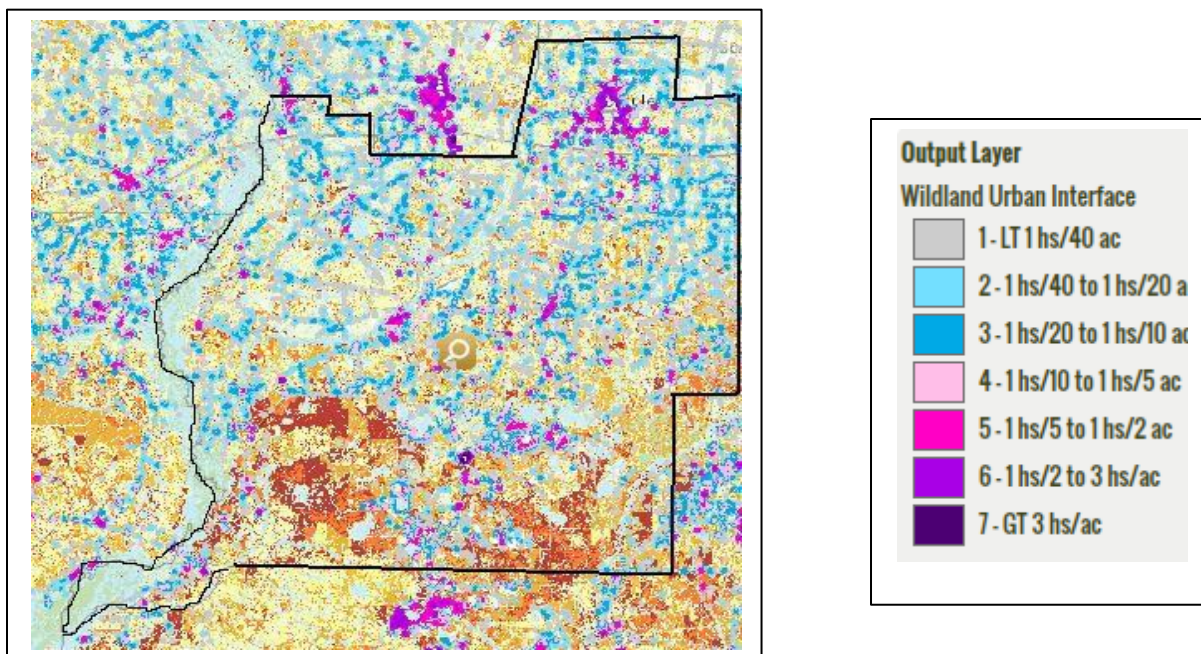 Output Layer
Wildland Urban Interface
1 - LT 1 hs/40 ac
2 - 1 hs/40 to 1 hs/20 a
3 - 1 hs/20 to 1 hs/10 ac
4 - 1 hs/10 to 1 hs/5 ac
5 - 1 hs/5 to 1 hs/2 ac
6 - 1 hs/2 to 3 hs/ac
7 - GT 3 hs/ac